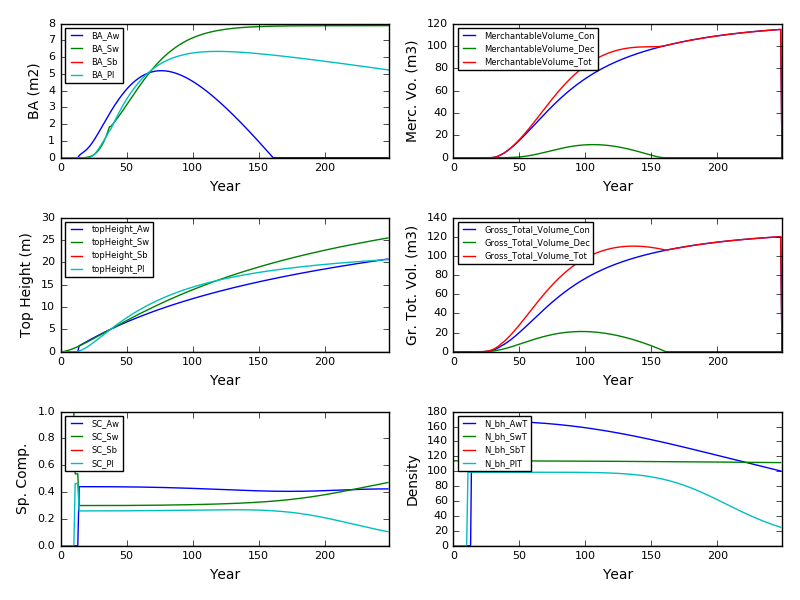 8
7
6
5
4
3
2
1
0
BA (m2)
BA_Aw
BA_Sw
BA_Sb
BA_Pl
0 50 100 150 200
Year
120
100
80
60
40
20
0
Merc. Vo. (m3)
MerchantableVolume_Con
MerchantableVolume_Dec
MerchantableVolume_Tot
0 50 100 150 200
Year
30
25
20
15
10
5
0
Top Height (m)
topHeight_Aw
topHeight_Sw
topHeight_Sb
topHeight_Pl
0 50 100 150 200
Year
140
120
100
80
60
40
20
0
Gr. Tot. Vol. (m3)
Gross_Total_Volume_Con
Gross_Total_Volume_Dec
Gross_Total_Volume_Tot
0 50 100 150 200
Year
1.0
0.8
0.6
0.4
0.2
0.0
Sp. Comp.
SC_Aw
SC_Sw
SC_Sb
SC_Pl
0 50 100 150 200
Year
180
160
140
120
100
80
60
40
20
0
Density
N_bh_AwT
N_bh_SwT
N_bh_SbT
N_bh_PlT
0 50 100 150 200
Year